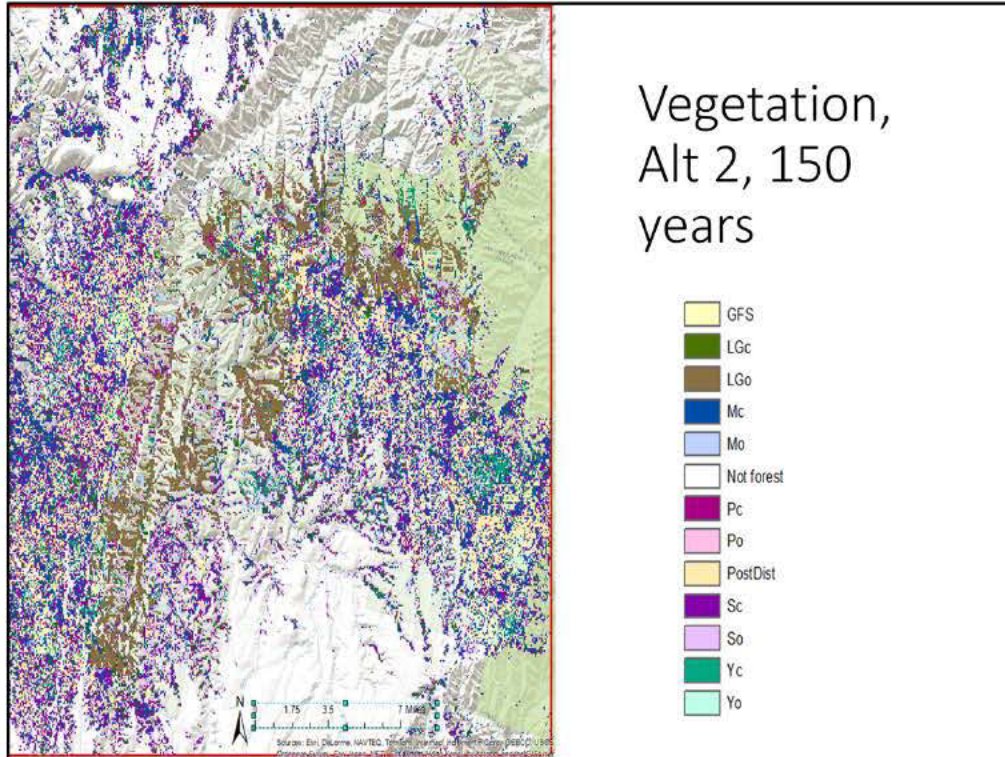 Vegetation,
Alt 2, 150
years
GFS
LGc
LGo
Mc
Mo
Not forest
Pc
Po
PostDist
Sc
So
Yc
Yo
N
1.75 3.5 7 Miles
Sources: Esri, DeLorme, NAVTEQ,